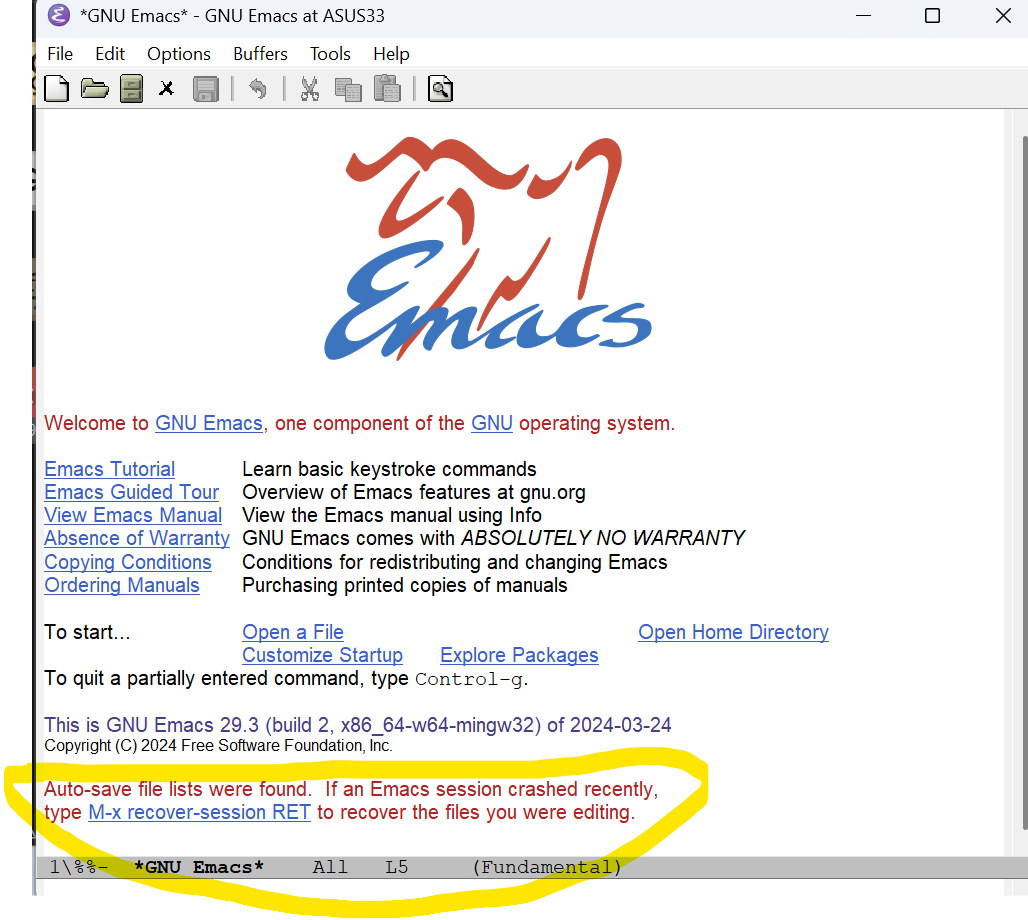 *GNU Emacs* - GNU Emacs at ASUS33
File Edit Options Buffers Tools Help
GNU
Emacs
Welcome to GNU Emacs, one component of the GNU operating system.
Emacs Tutorial Learn basic keystroke commands
Emacs Guided Tour Overview of Emacs features at gnu.org
View Emacs Manual View the Emacs manual using Info
Absence of Warranty GNU Emacs comes with ABSOLUTELY NO WARRANTY
Copying Conditions Conditions for redistributing and changing Emacs
Ordering Manuals Purchasing printed copies of manuals
To start... Open a File Open Home Directory
Customize Startup Explore Packages
To quit a partially entered command, type Control-g.
This is GNU Emacs 29.3 (build 2, x86_64-w64-mingw32) of 2024-03-24
Copyright (C) 2024 Free Software Foundation, Inc.
Auto-save file lists were found. If an Emacs session crashed recently,
type M-x recover-session RET to recover the files you were editing.
1\%%- *GNU Emacs* All L5 (Fundamental)